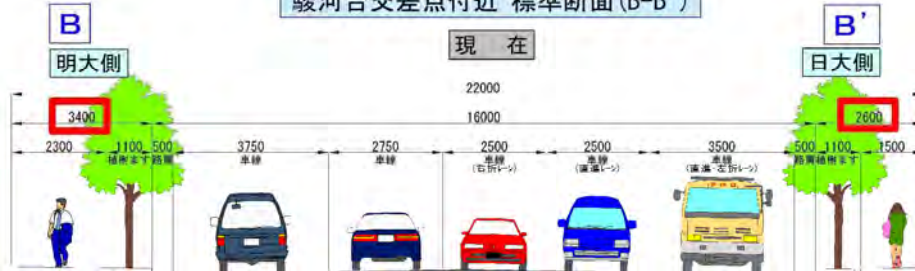 駿河台交差点付近 標準断面(B-B')
B
B'
現 在
明大側
日大側
22000
3400
16000
2600
2300
1100
500
3750
2750
2500
2500
3500
500
1100
1500
植樹ます
路肩
車線
車線
車線
車線
車線
路肩
植樹ます
(右折レーン)
(直進レーン)
(直進・左折レーン)